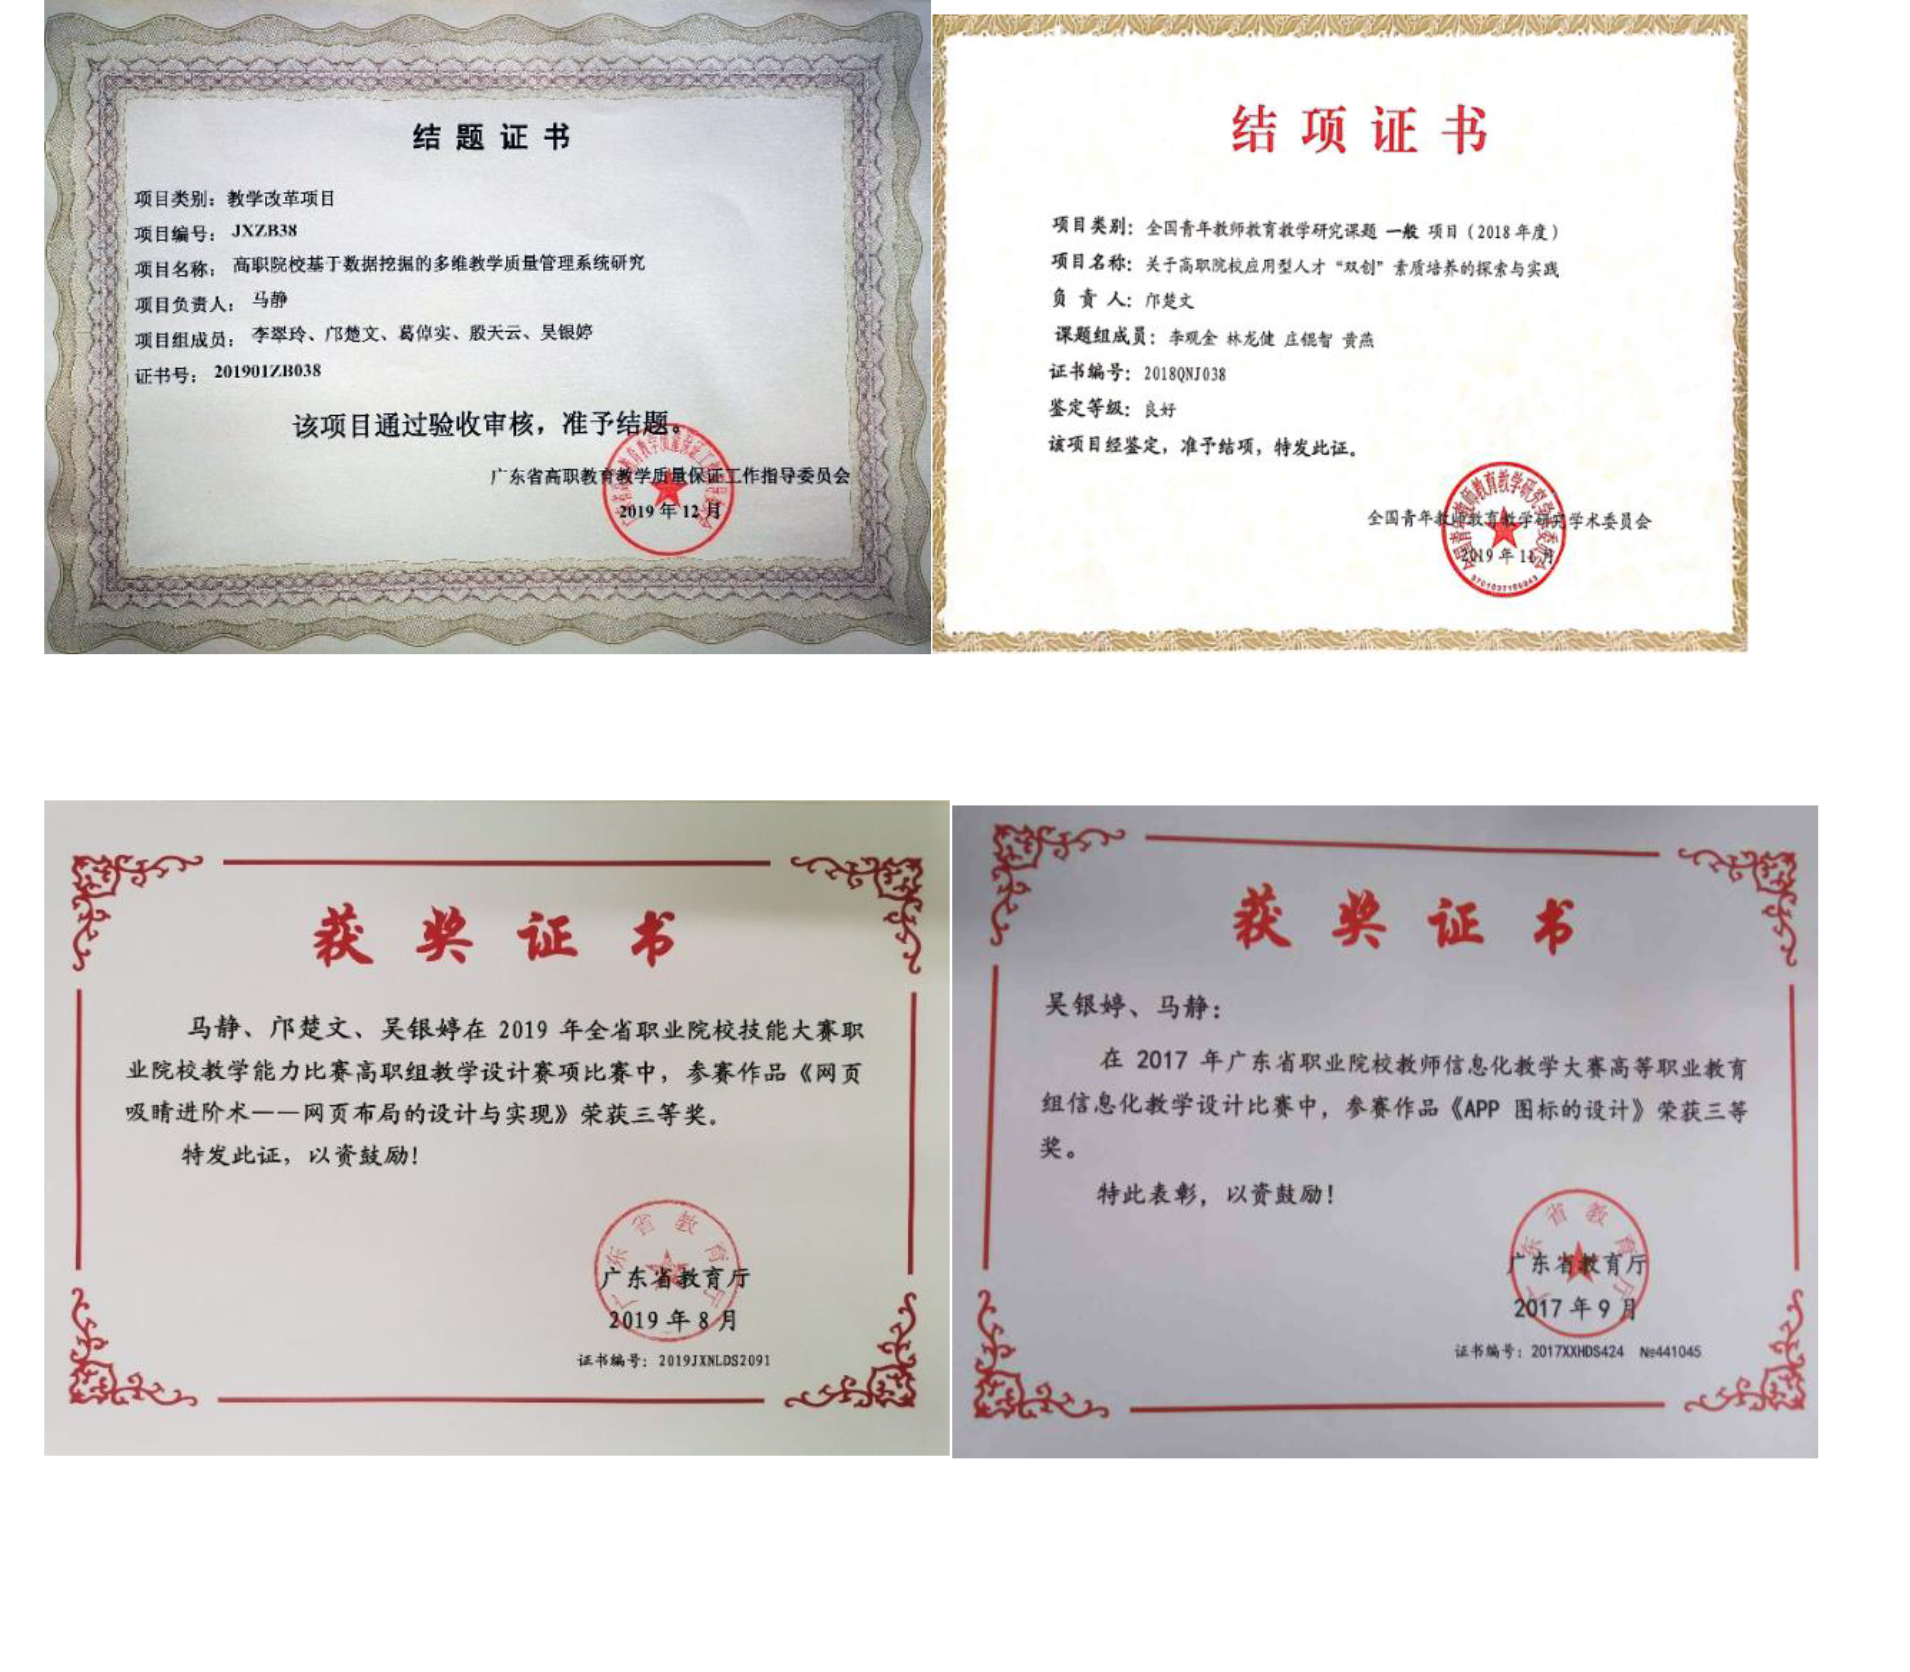 结题证书
项目类别：教学改革项目
项目编号：JXZB38
项目名称：高职院校基于数据挖掘的多维教学质量管理系统研究
项目负责人：马静
项目组成员：李翠玲、邝楚文、葛倬实、殷天云、吴银婷
证书号：201901ZB038
该项目通过验收审核，准予结题。
广东省高职教育教学质量保证工作指导委员会
2019年12月
结项证书
项目类别：全国青年教师教育教学研究课题 一般 项目（2018年度）
项目名称：关于高职院校应用型人才“双创”素质培养的探索与实践
负责人：邝楚文
课题组成员：李观金 林龙健 庄锟智 黄燕
证书编号：2018QNJ038
鉴定等级：良好
该项目经鉴定，准予结项，特发此证。
全国青年教师教育教学研究学术委员会
2019年11月
获奖证书
马静、邝楚文、吴银婷在 2019 年全省职业院校技能大赛职
业院校教学能力比赛高职组教学设计赛项比赛中，参赛作品《网页
吸睛进阶术——网页布局的设计与实现》荣获三等奖。
特发此证，以资鼓励！
广东省教育厅
2019年8月
证书编号：2019JXNLDS2091
获奖证书
吴银婷、马静：
在 2017 年广东省职业院校教师信息化教学大赛高等职业教育
组信息化教学设计比赛中，参赛作品《APP 图标的设计》荣获三等
奖。
特此表彰，以资鼓励！
广东省教育厅
2017年9月
证书编号：2017XXHDS424 №441045